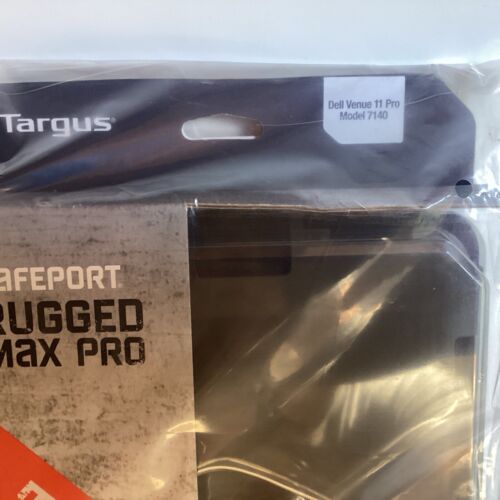 Targus®
Dell Venue 11 Pro
Model 7140
AFEPORT
RUGGED
MAX PRO